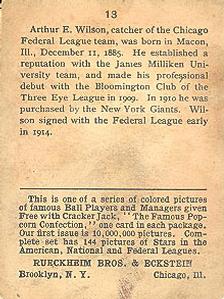 13
Arthur E. Wilson, catcher of the Chicago
Federal League team, was born in Macon,
Ill., December 11, 1885. He established a
reputation with the James Milliken Uni-
versity team, and made his professional
debut with the Bloomington Club of the
Three Eye League in 1909. In 1910 he was
purchased by the New York Giants. Wil-
son signed with the Federal League early
in 1914.
This is one of a series of colored pictures
of famous Ball Players and Managers given
Free with Cracker Jack, "The Famous Pop-
corn Confection," one card in each package.
Our first issue is 10,000,000 pictures. Com-
plete set has 144 pictures of Stars in the
American, National and Federal Leagues.
RUECKHEIM BROS. & ECKSTEIN
Brooklyn, N. Y. Chicago, Ill.